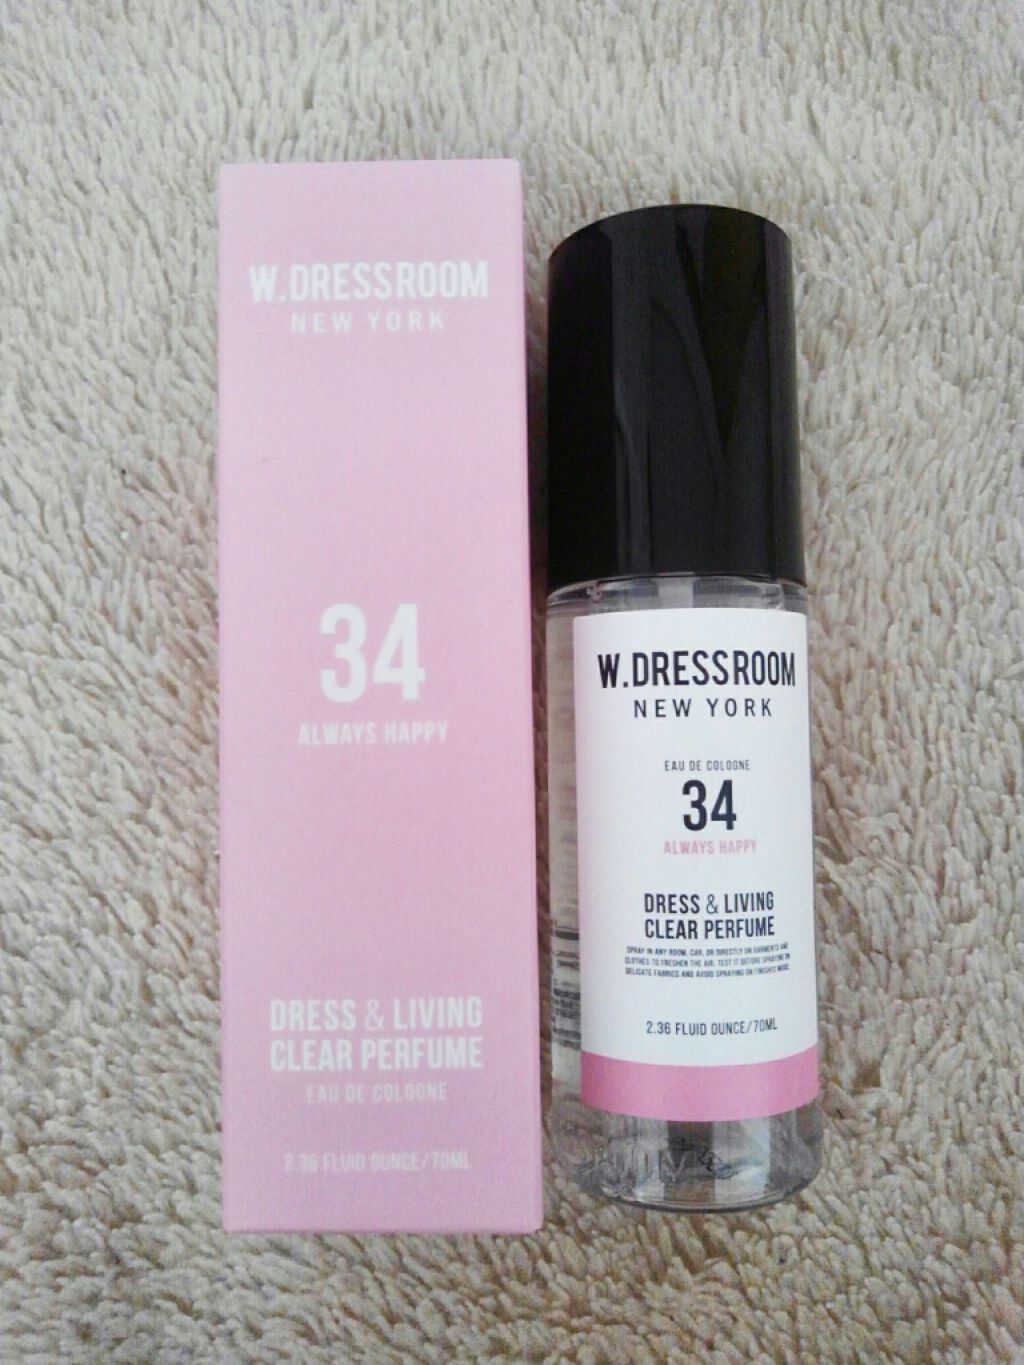 W.DRESSROOM
NEW YORK
34
ALWAYS HAPPY
DRESS & LIVING
CLEAR PERFUME
EAU DE COLOGNE
2.36 FLUID OUNCE/70ML
W.DRESSROOM
NEW YORK
EAU DE COLOGNE
34
ALWAYS HAPPY
DRESS & LIVING
CLEAR PERFUME
SPRAY IN ANY ROOM, CAR, OR DIRECTLY ON GARMENTS AND
CLOTHES TO FRESHEN THE AIR. TEST IT BEFORE SPRAYING ON
DELICATE FABRICS AND AVOID SPRAYING ON FINISHED WOOD.
2.36 FLUID OUNCE/70ML